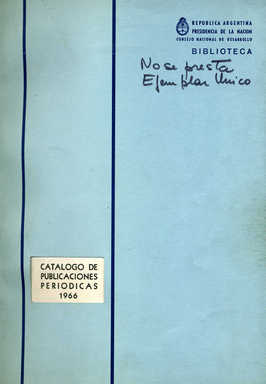 REPUBLICA ARGENTINA
PRESIDENCIA DE LA NACION
CONSEJO NACIONAL DE DESARROLLO
BIBLIOTECA
No se presta
Ejemplar Unico
CATALOGO DE
PUBLICACIONES
PERIODICAS
1966